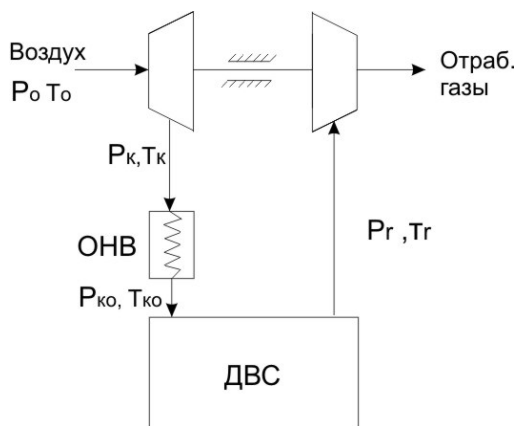 Воздух
Po To
Отраб.
газы
Pк,Tк
ОНВ
Pr ,Tr
Pко, Tко
ДВС